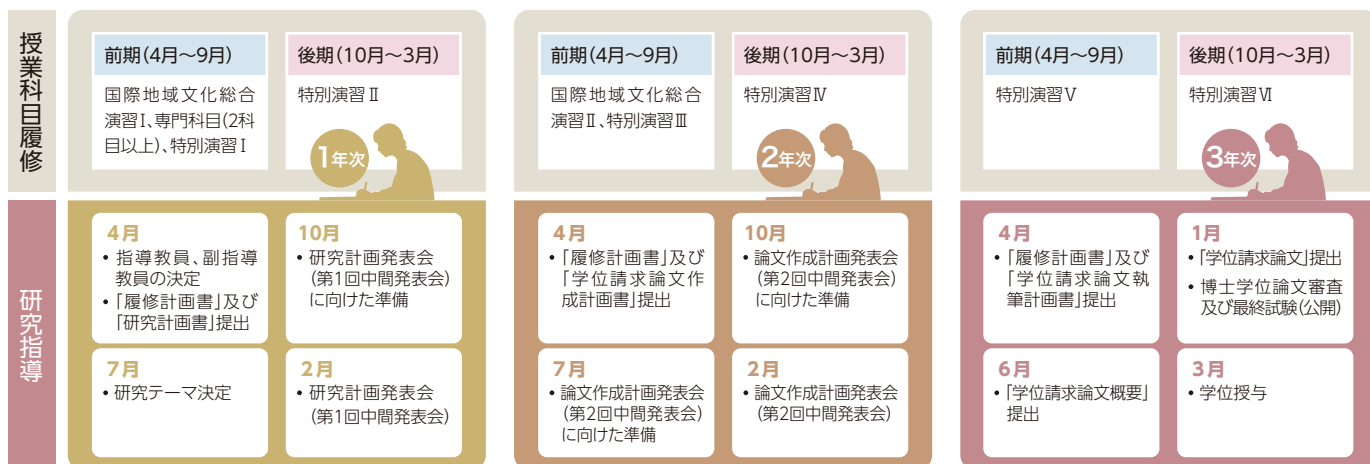 授業科目履修
前期(4月〜9月)
国際地域文化総合
演習Ⅰ、専門科目(2科
目以上)、特別演習Ⅰ
後期(10月〜3月)
特別演習Ⅱ
1年次
前期(4月〜9月)
国際地域文化総合
演習Ⅱ、特別演習Ⅲ
後期(10月〜3月)
特別演習Ⅳ
2年次
前期(4月〜9月)
特別演習Ⅴ
後期(10月〜3月)
特別演習Ⅵ
3年次
研究指導
4月
• 指導教員、副指導
教員の決定
• 「履修計画書」及び
「研究計画書」提出
10月
• 研究計画発表会
(第1回中間発表会)
に向けた準備
7月
• 研究テーマ決定
2月
• 研究計画発表会
(第1回中間発表会)
4月
• 「履修計画書」及び
「学位請求論文作
成計画書」提出
10月
• 論文作成計画発表会
(第2回中間発表会)
に向けた準備
7月
• 論文作成計画発表会
(第2回中間発表会)
に向けた準備
2月
• 論文作成計画発表会
(第2回中間発表会)
4月
• 「履修計画書」及び
「学位請求論文執
筆計画書」提出
1月
• 「学位請求論文」提出
• 博士学位論文審査
及び最終試験(公開)
6月
• 「学位請求論文概要」
提出
3月
• 学位授与